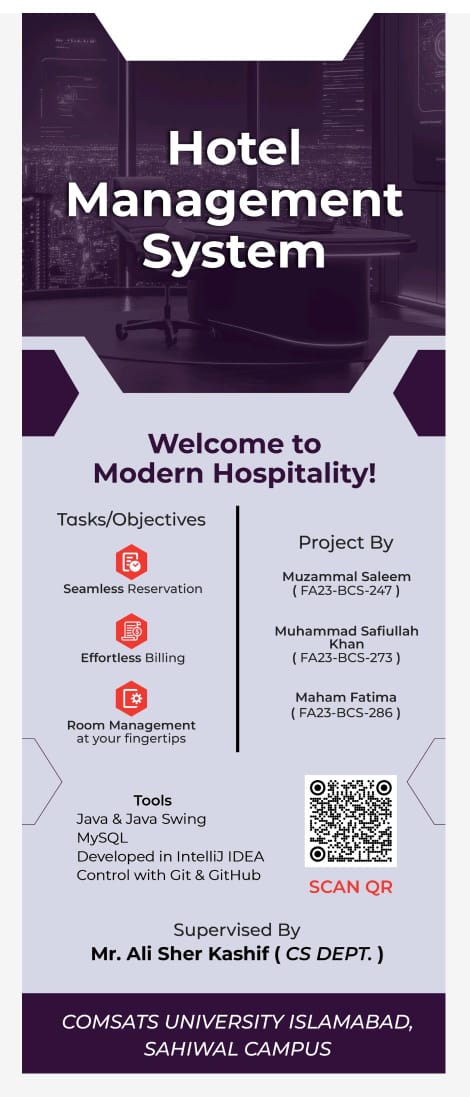 Hotel
Management
System
Welcome to
Modern Hospitality!
Tasks/Objectives
Seamless Reservation
Effortless Billing
Room Management
at your fingertips
Project By
Muzammal Saleem
( FA23-BCS-247 )
Muhammad Safiullah
Khan
( FA23-BCS-273 )
Maham Fatima
( FA23-BCS-286 )
Tools
Java & Java Swing
MySQL
Developed in IntelliJ IDEA
Control with Git & GitHub
SCAN QR
Supervised By
Mr. Ali Sher Kashif ( CS DEPT. )
COMSATS UNIVERSITY ISLAMABAD,
SAHIWAL CAMPUS